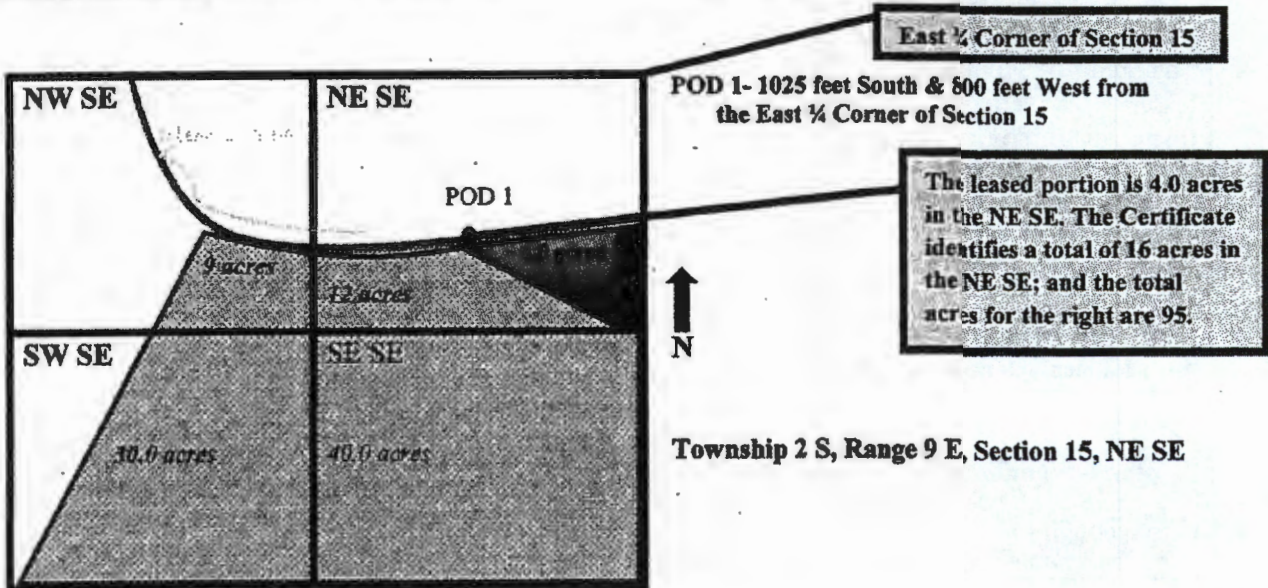 East ¼ Corner of Section 15
NW SE
NE SE
POD 1- 1025 feet South & 800 feet West from
the East ¼ Corner of Section 15
POD 1
The leased portion is 4.0 acres
in the NE SE. The Certificate
identifies a total of 16 acres in
the NE SE; and the total
acres for the right are 95.
9 acres
12 acres
N
SW SE
SE SE
30.0 acres
40.0 acres
Township 2 S, Range 9 E, Section 15, NE SE